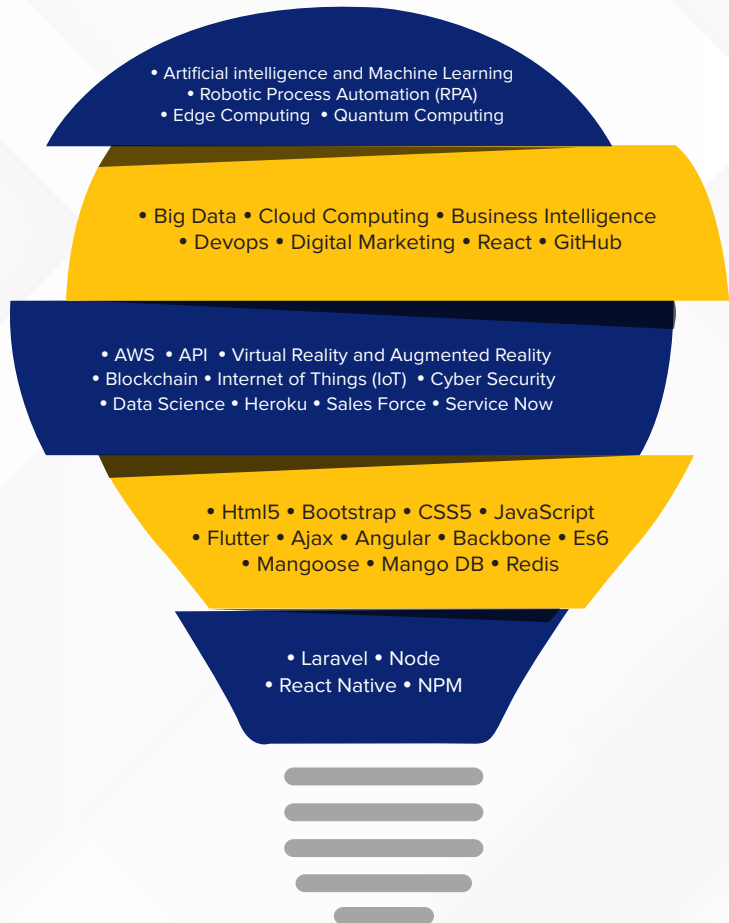 • Artificial intelligence and Machine Learning
• Robotic Process Automation (RPA)
• Edge Computing • Quantum Computing
• Big Data • Cloud Computing • Business Intelligence
• Devops • Digital Marketing • React • GitHub
• AWS • API • Virtual Reality and Augmented Reality
• Blockchain • Internet of Things (IoT) • Cyber Security
• Data Science • Heroku • Sales Force • Service Now
• Html5 • Bootstrap • CSS5 • JavaScript
• Flutter • Ajax • Angular • Backbone • Es6
• Mangoose • Mango DB • Redis
• Laravel • Node
• React Native • NPM